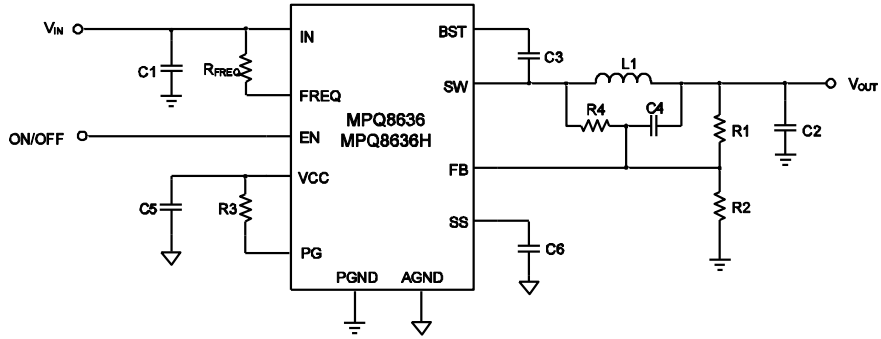 VIN
C1
RFREQ
ON/OFF
C5
R3
IN
FREQ
EN
VCC
PG
MPQ8636
MPQ8636H
PGND
AGND
BST
SW
FB
SS
C3
L1
R4
C4
R1
C2
VOUT
R2
C6